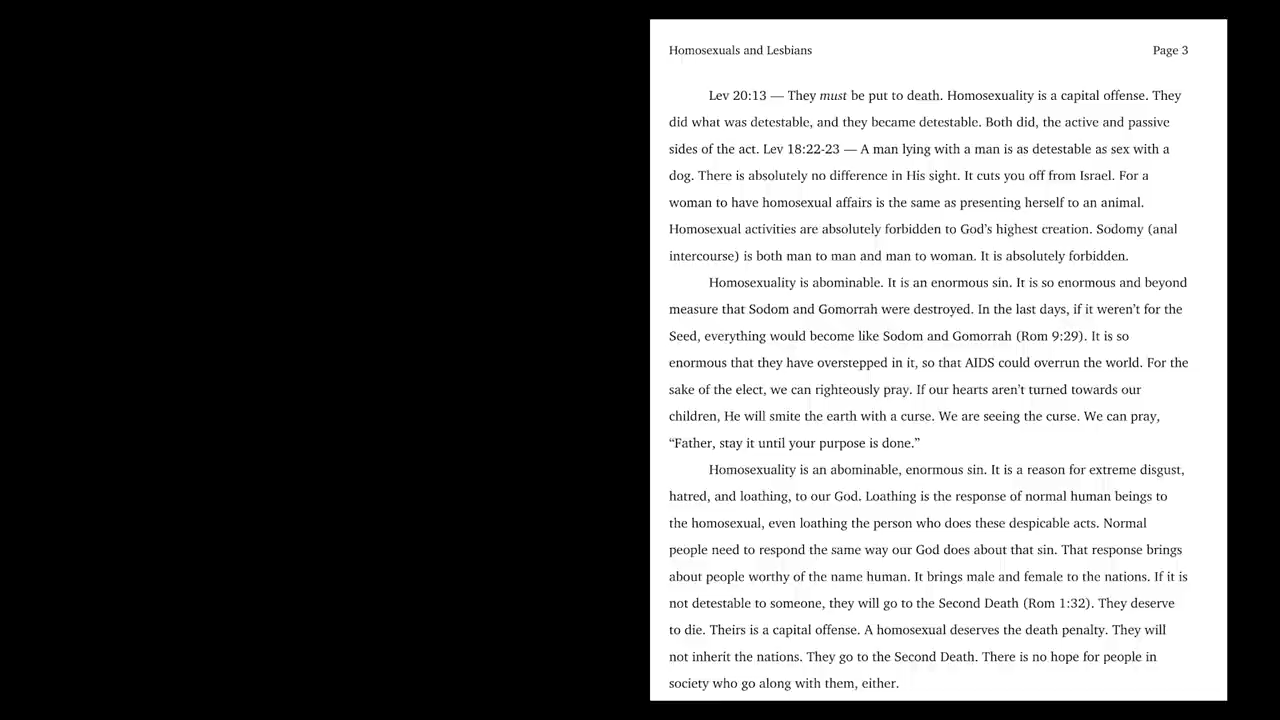 Homosexuals and Lesbians Page 3
Lev 20:13 — They must be put to death. Homosexuality is a capital offense. They
did what was detestable, and they became detestable. Both did, the active and passive
sides of the act. Lev 18:22-23 — A man lying with a man is as detestable as sex with a
dog. There is absolutely no difference in His sight. It cuts you off from Israel. For a
woman to have homosexual affairs is the same as presenting herself to an animal.
Homosexual activities are absolutely forbidden to God’s highest creation. Sodomy (anal
intercourse) is both man to man and man to woman. It is absolutely forbidden.
Homosexuality is abominable. It is an enormous sin. It is so enormous and beyond
measure that Sodom and Gomorrah were destroyed. In the last days, if it weren’t for the
Seed, everything would become like Sodom and Gomorrah (Rom 9:29). It is so
enormous that they have overstepped in it, so that AIDS could overrun the world. For the
sake of the elect, we can righteously pray. If our hearts aren’t turned towards our
children, He will smite the earth with a curse. We are seeing the curse. We can pray,
“Father, stay it until your purpose is done.”
Homosexuality is an abominable, enormous sin. It is a reason for extreme disgust,
hatred, and loathing, to our God. Loathing is the response of normal human beings to
the homosexual, even loathing the person who does these despicable acts. Normal
people need to respond the same way our God does about that sin. That response brings
about people worthy of the name human. It brings male and female to the nations. If it is
not detestable to someone, they will go to the Second Death (Rom 1:32). They deserve
to die. Theirs is a capital offense. A homosexual deserves the death penalty. They will
not inherit the nations. They go to the Second Death. There is no hope for people in
society who go along with them, either.